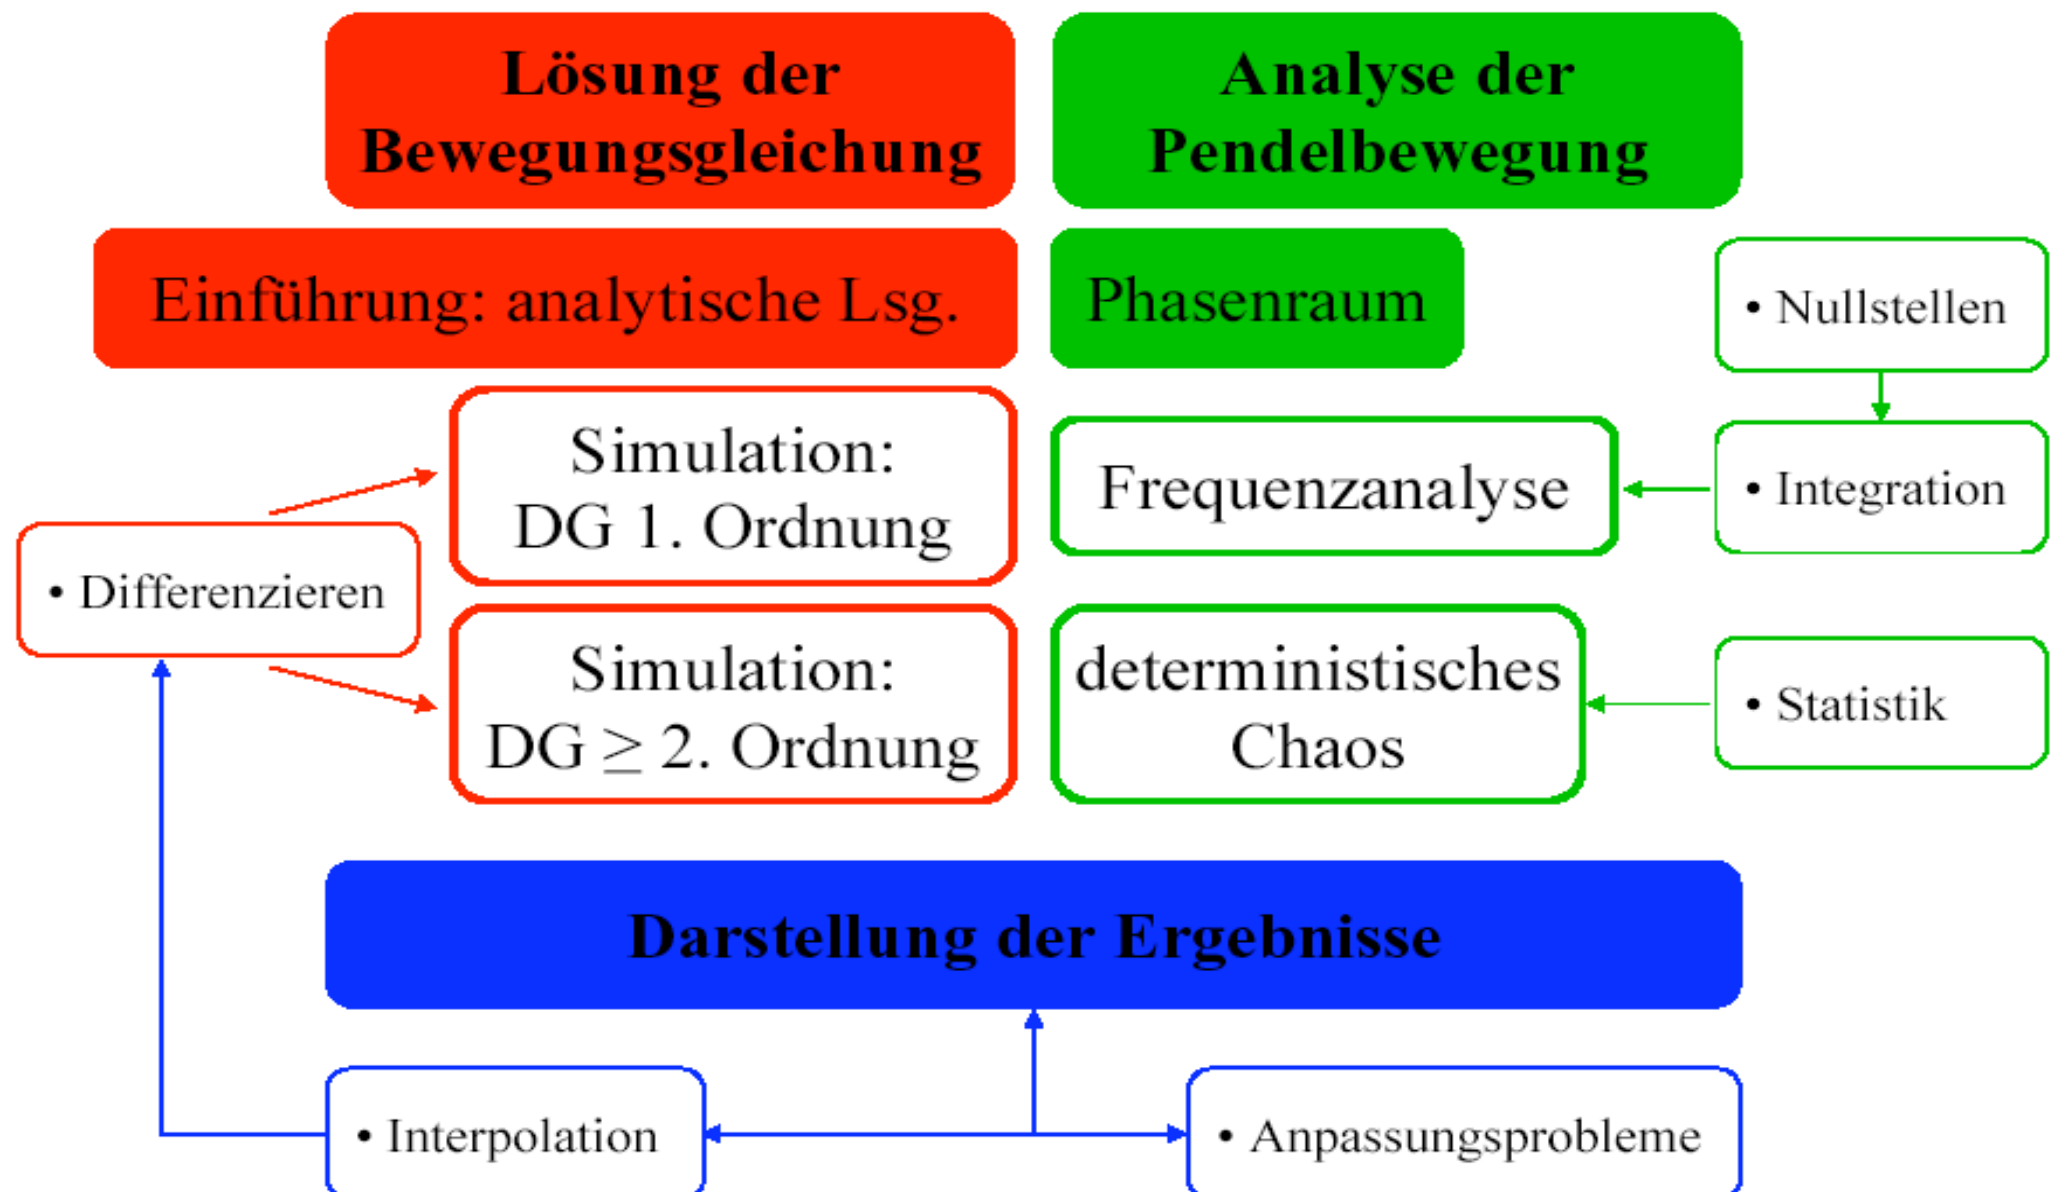 Lösung der
Bewegungsgleichung
Analyse der
Pendelbewegung
Einführung: analytische Lsg.
Phasenraum
• Nullstellen
Simulation:
DG 1. Ordnung
Frequenzanalyse
• Integration
• Differenzieren
Simulation:
DG ≥ 2. Ordnung
deterministisches
Chaos
• Statistik
Darstellung der Ergebnisse
• Interpolation
• Anpassungsprobleme